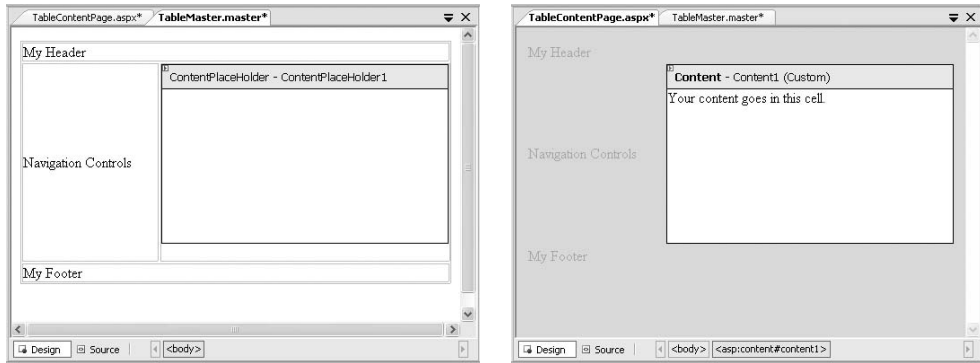 TableContentPage.aspx* TableMaster.master*
My Header
ContentPlaceHolder - ContentPlaceHolder1
Navigation Controls
My Footer
Design Source <body>
TableContentPage.aspx* TableMaster.master*
My Header
Content - Content1 (Custom)
Your content goes in this cell.
Navigation Controls
My Footer
Design Source <body> <asp:content#content1>